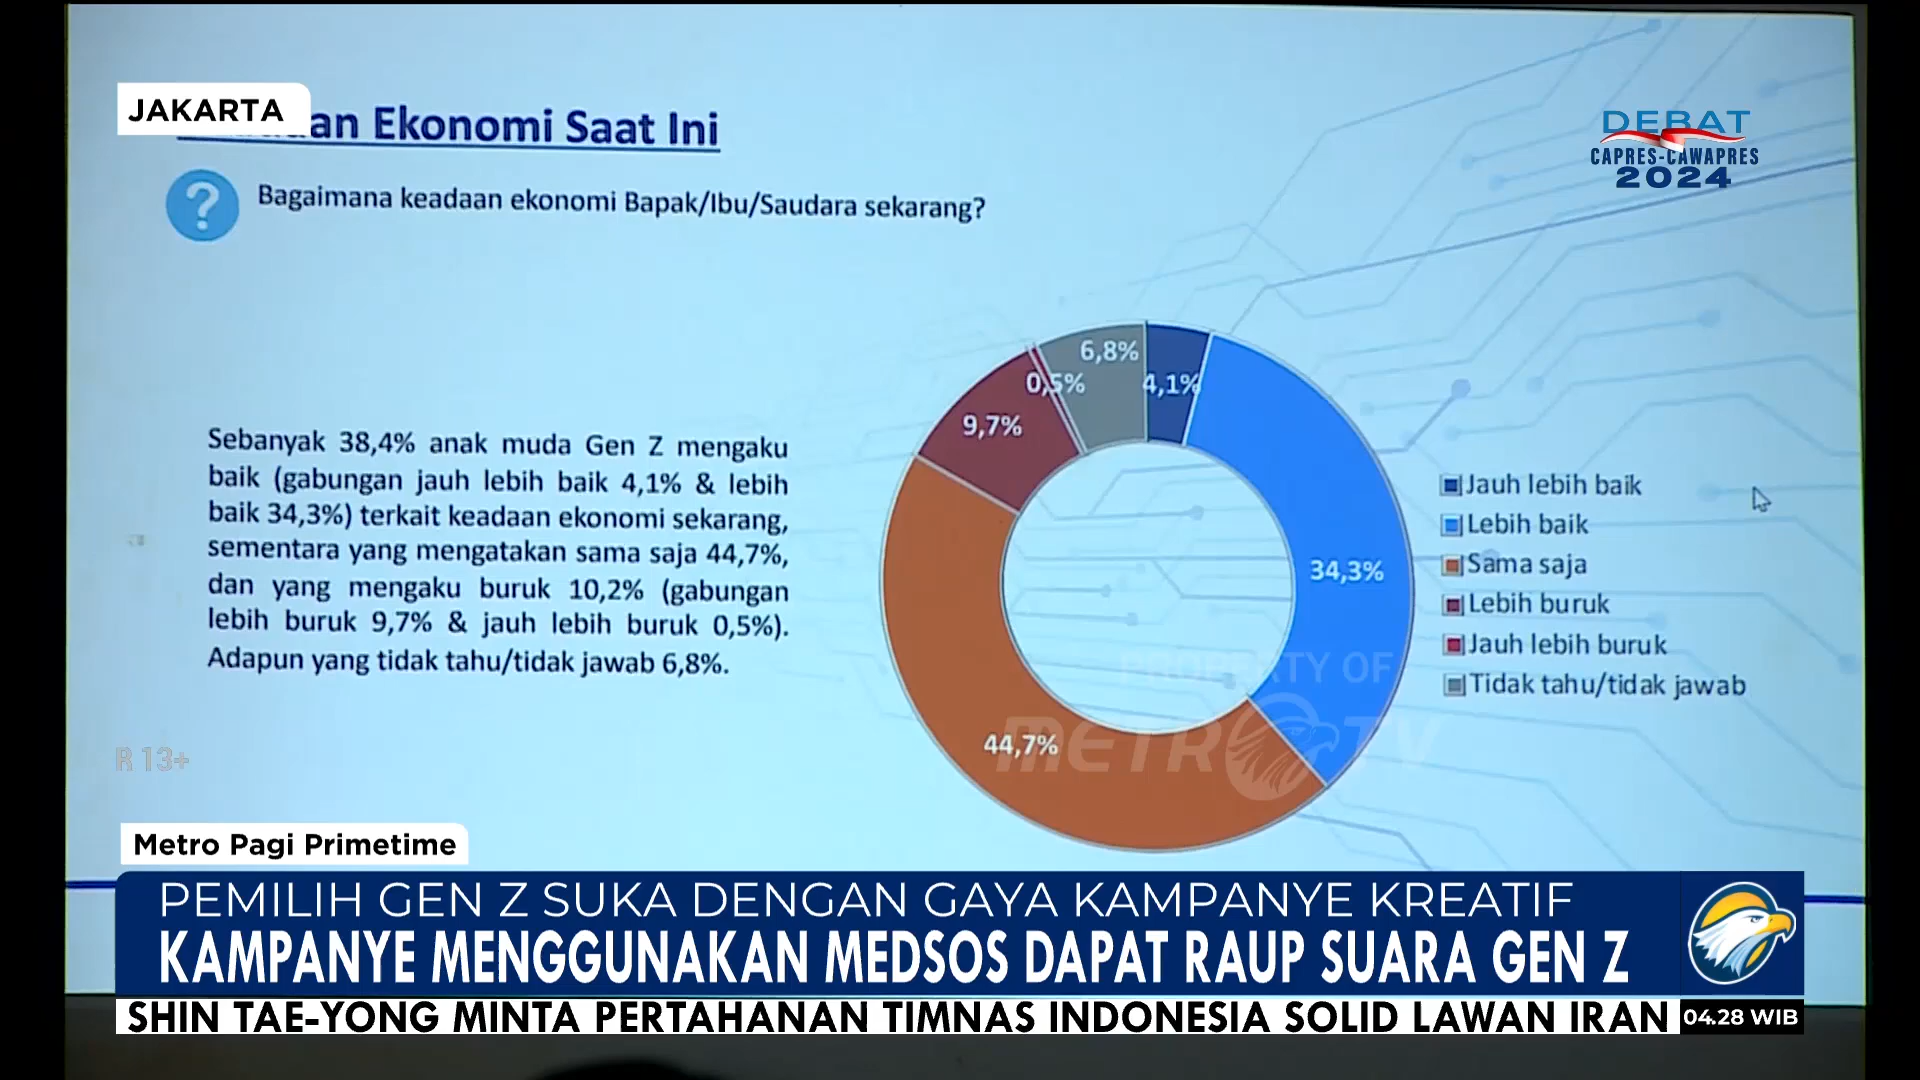 JAKARTA
an Ekonomi Saat Ini
DEBAT
CAPRES-CAWAPRES
2024
?
Bagaimana keadaan ekonomi Bapak/Ibu/Saudara sekarang?
6,8%
4,1%
0,5%
9,7%
34,3%
44,7%
Sebanyak 38,4% anak muda Gen Z mengaku
baik (gabungan jauh lebih baik 4,1% & lebih
baik 34,3%) terkait keadaan ekonomi sekarang,
sementara yang mengatakan sama saja 44,7%,
dan yang mengaku buruk 10,2% (gabungan
lebih buruk 9,7% & jauh lebih buruk 0,5%).
Adapun yang tidak tahu/tidak jawab 6,8%.
Jauh lebih baik
Lebih baik
Sama saja
Lebih buruk
Jauh lebih buruk
Tidak tahu/tidak jawab
PROPERTY OF
METRO TV
R 13+
Metro Pagi Primetime
PEMILIH GEN Z SUKA DENGAN GAYA KAMPANYE KREATIF
KAMPANYE MENGGUNAKAN MEDSOS DAPAT RAUP SUARA GEN Z
SHIN TAE-YONG MINTA PERTAHANAN TIMNAS INDONESIA SOLID LAWAN IRAN
04.28 WIB